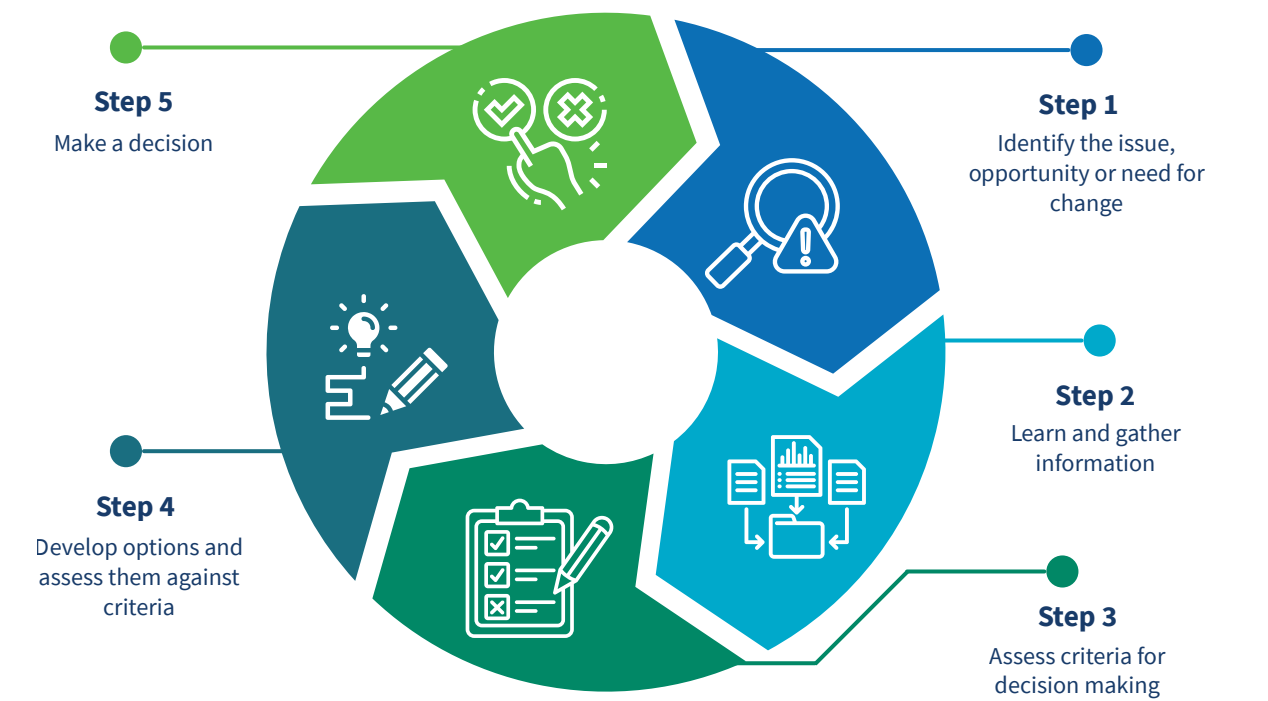 Step 1
Identify the issue,
opportunity or need for
change
Step 2
Learn and gather
information
Step 3
Assess criteria for
decision making
Step 4
Develop options and
assess them against
criteria
Step 5
Make a decision